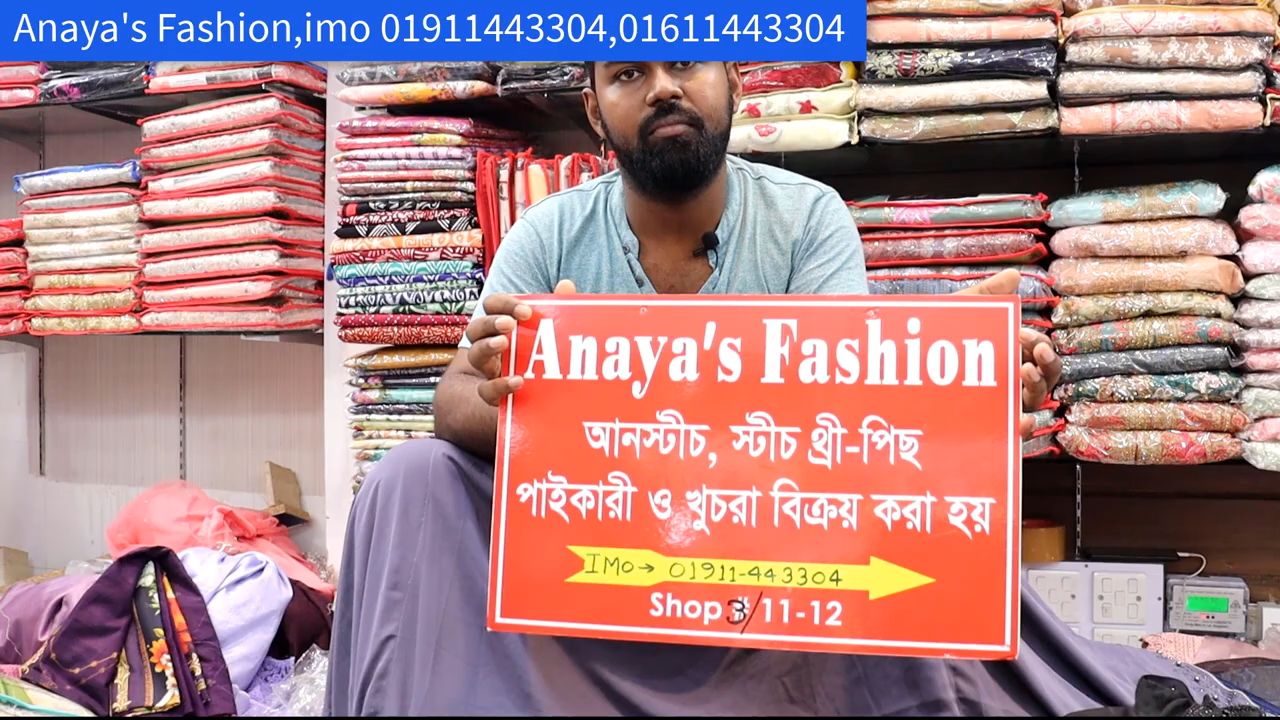 Anaya's Fashion,imo 01911443304,01611443304
Anaya's Fashion
আনস্টীচ, স্টীচ থ্রী-পিছ
পাইকারী ও খুচরা বিক্রয় করা হয়
IMO→ 01911-443304
Shop 3/11-12